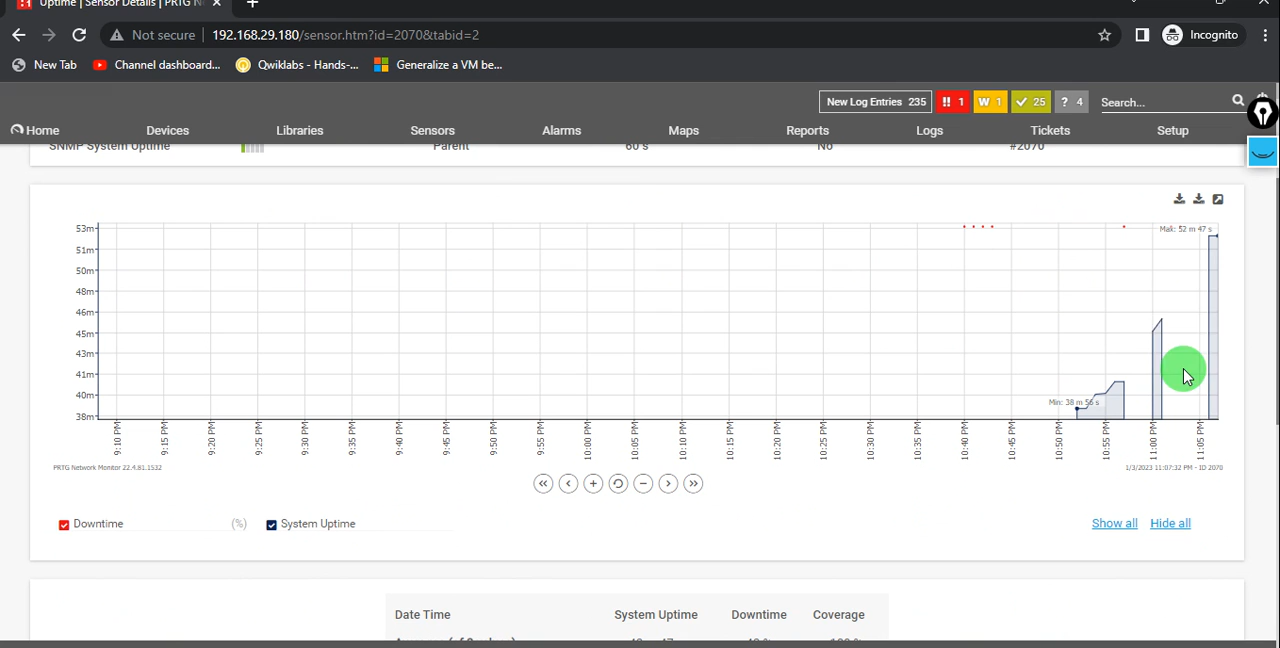 Uptime | Sensor Details | PRTG N
Not secure 192.168.29.180/sensor.htm?id=2070&tabid=2
Incognito
New Tab Channel dashboard... Qwiklabs - Hands-... Generalize a VM be...
New Log Entries 235 !! 1 W 1 25 ? 4 Search...
Home Devices Libraries Sensors Alarms Maps Reports Logs Tickets Setup
SNMP System Uptime Parent 60 s No #2070
53m
Max: 52 m 47 s
51m
50m
48m
46m
45m
43m
41m
40m
Min: 38 m 56 s
38m
9:10 PM 9:15 PM 9:20 PM 9:25 PM 9:30 PM 9:35 PM 9:40 PM 9:45 PM 9:50 PM 9:55 PM 10:00 PM 10:05 PM 10:10 PM 10:15 PM 10:20 PM 10:25 PM 10:30 PM 10:35 PM 10:40 PM 10:45 PM 10:50 PM 10:55 PM 11:00 PM 11:05 PM
PRTG Network Monitor 22.4.81.1532 1/3/2023 11:07:32 PM - ID 2070
Downtime (%) System Uptime Show all Hide all
Date Time System Uptime Downtime Coverage